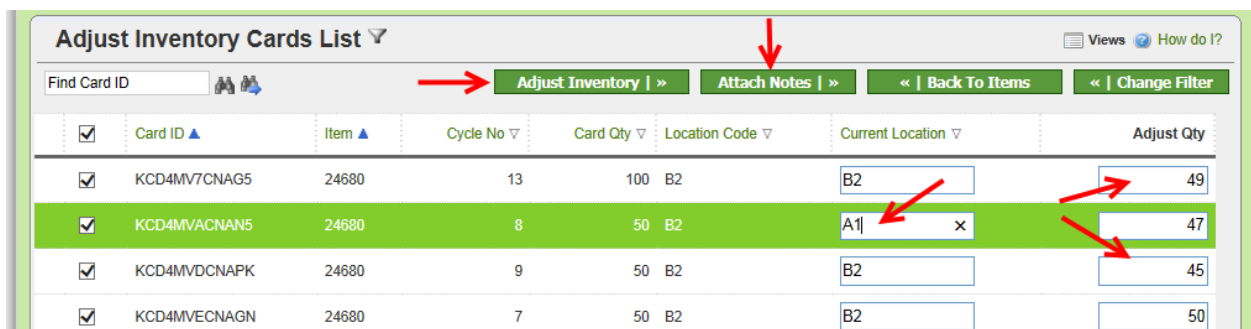 Adjust Inventory Cards List
Views How do I?
Find Card ID Adjust Inventory | » Attach Notes | » « | Back To Items « | Change Filter
Card ID Item Cycle No Card Qty Location Code Current Location Adjust Qty
KCD4MV7CNAG5 24680 13 100 B2 B2 49
KCD4MVACNAN5 24680 8 50 B2 A1 × 47
KCD4MVDCNAPK 24680 9 50 B2 B2 45
KCD4MVECNAGN 24680 7 50 B2 B2 50